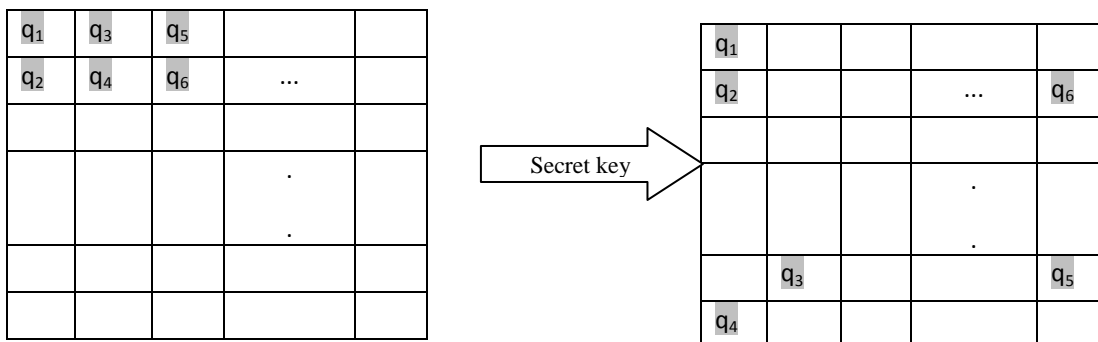 q₁ q₃ q₅
q₂ q₄ q₆ ...
.
.
Secret key
q₁
q₂ ... q₆
.
.
q₃ q₅
q₄